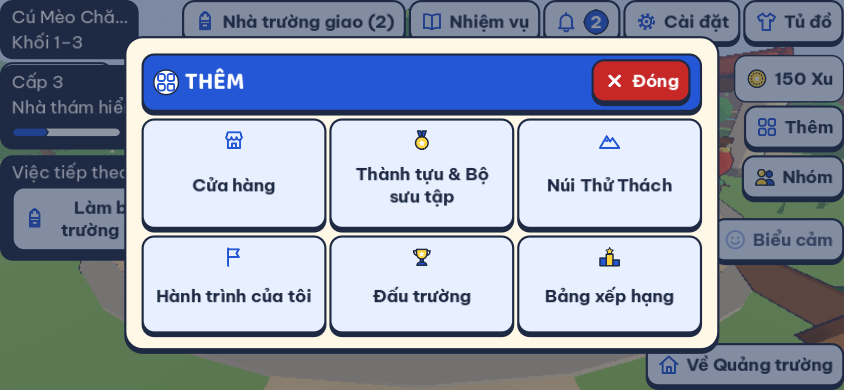 Cú Mèo Chă...
Khối 1–3
Nhà trường giao (2)
Nhiệm vụ
2
Cài đặt
Tủ đồ
Cấp 3
Nhà thám hiể
150 Xu
Thêm
Nhóm
Biểu cảm
Việc tiếp theo
Làm b
trường
THÊM
Đóng
Cửa hàng
Thành tựu & Bộ
sưu tập
Núi Thử Thách
Hành trình của tôi
Đấu trường
Bảng xếp hạng
Về Quảng trường